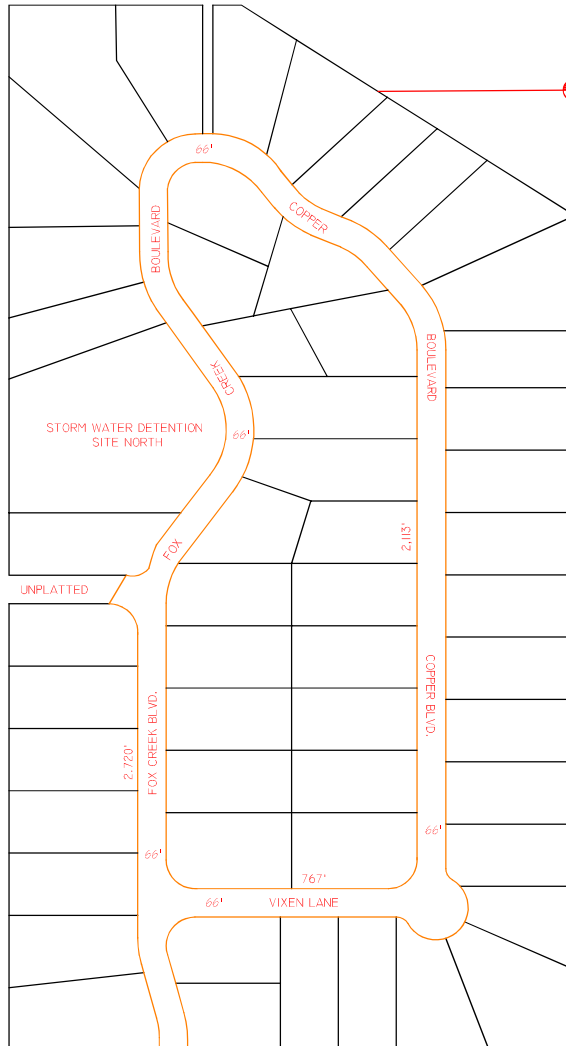 66'
COPPER
BOULEVARD
BOULEVARD
CREEK
STORM WATER DETENTION
SITE NORTH
66'
2,113'
FOX
UNPLATTED
COPPER BLVD.
FOX CREEK BLVD.
2.720'
66'
66'
767'
66'
VIXEN LANE